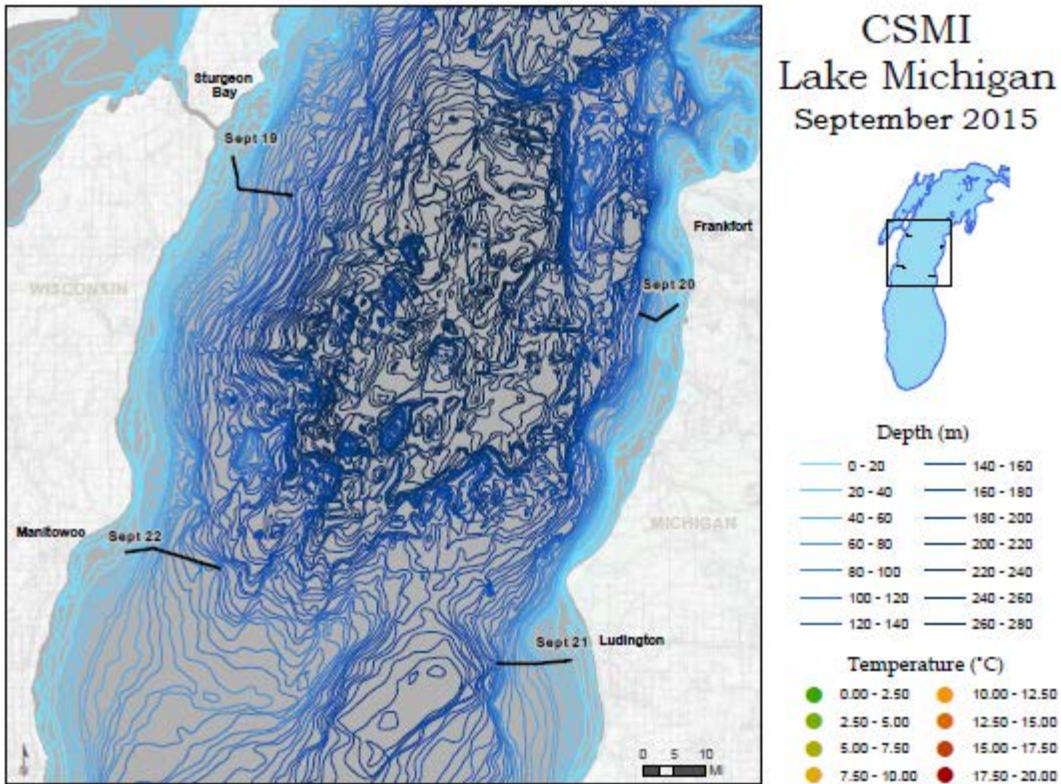 CSMI
Lake Michigan
September 2015
Sturgeon
Bay
Sept 19
Frankfort
WISCONSIN
Sept 20
Manitowoc
Sept 22
MICHIGAN
Sept 21
Ludington
0 5 10
MI
N
Depth (m)
0 - 20
20 - 40
40 - 60
60 - 80
80 - 100
100 - 120
120 - 140
140 - 160
160 - 180
180 - 200
200 - 220
220 - 240
240 - 260
260 - 280
Temperature (°C)
0.00 - 2.50
2.50 - 5.00
5.00 - 7.50
7.50 - 10.00
10.00 - 12.50
12.50 - 15.00
15.00 - 17.50
17.50 - 20.00